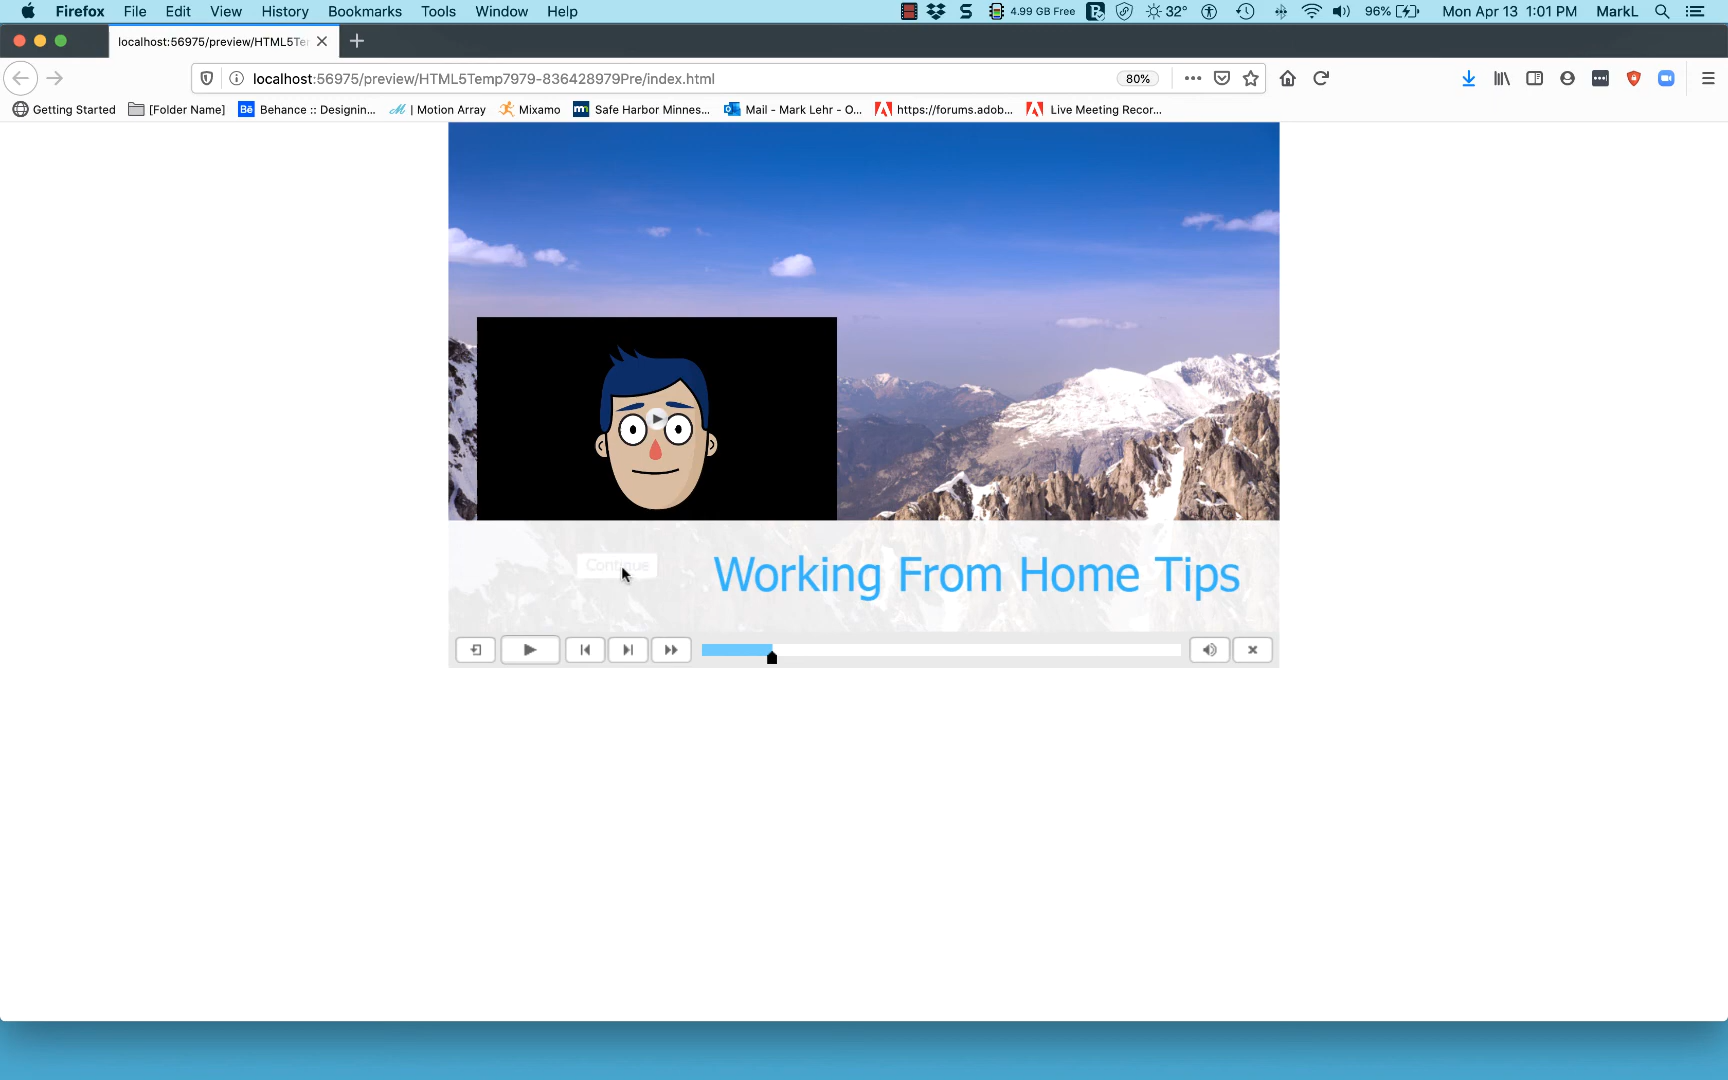 Firefox File Edit View History Bookmarks Tools Window Help 4.99 GB Free 32° 96% Mon Apr 13 1:01 PM MarkL
localhost:56975/preview/HTML5Te
localhost:56975/preview/HTML5Temp7979-836428979Pre/index.html 80%
Getting Started [Folder Name] Behance :: Designin... | Motion Array Mixamo Safe Harbor Minnes... Mail - Mark Lehr - O... https://forums.adob... Live Meeting Recor...
Continue
Working From Home Tips